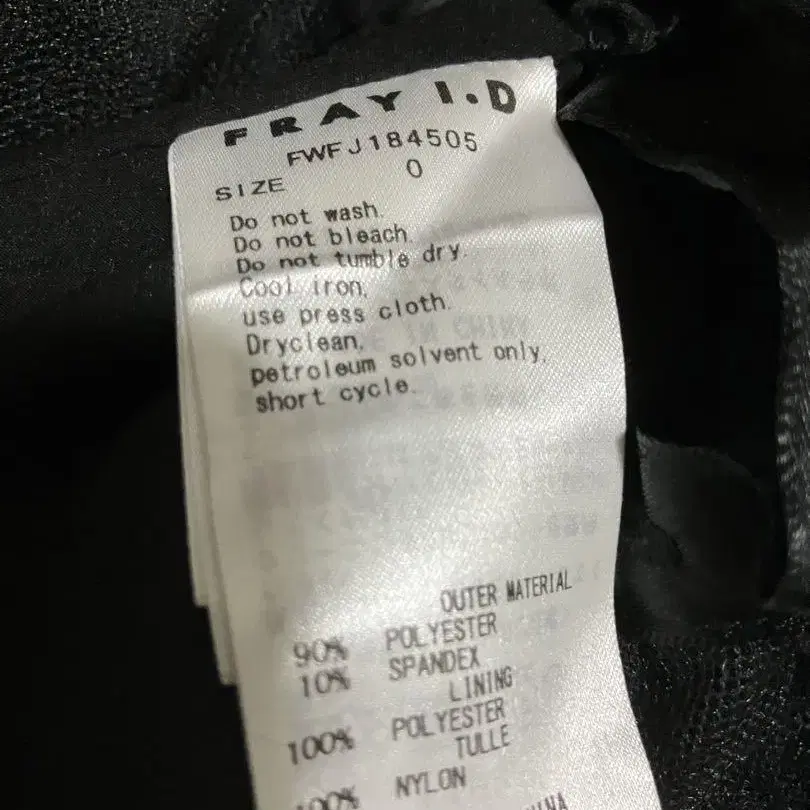 FRAY I.D
FWFJ184505
SIZE 0
Do not wash.
Do not bleach.
Do not tumble dry.
Cool iron,
use press cloth.
Dryclean,
petroleum solvent only,
short cycle.
OUTER MATERIAL
90% POLYESTER
10% SPANDEX
LINING
100% POLYESTER
TULLE
100% NYLON